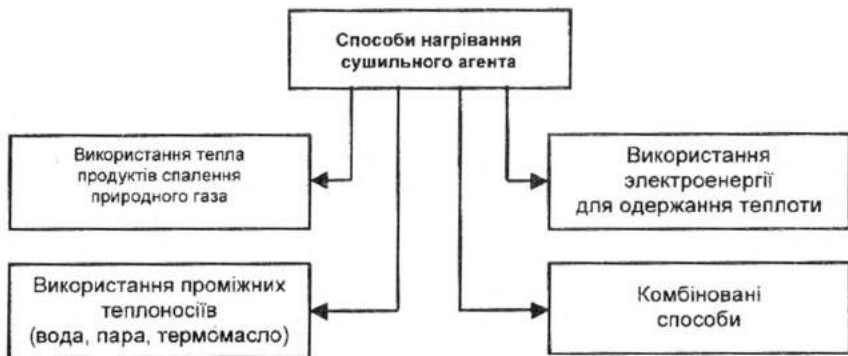 Способи нагрівання
сушильного агента
Використання тепла
продуктів спалення
природного газа
Використання
электроенергії
для одержання теплоти
Використання проміжних
теплоносіїв
(вода, пара, термомасло)
Комбіновані
способи